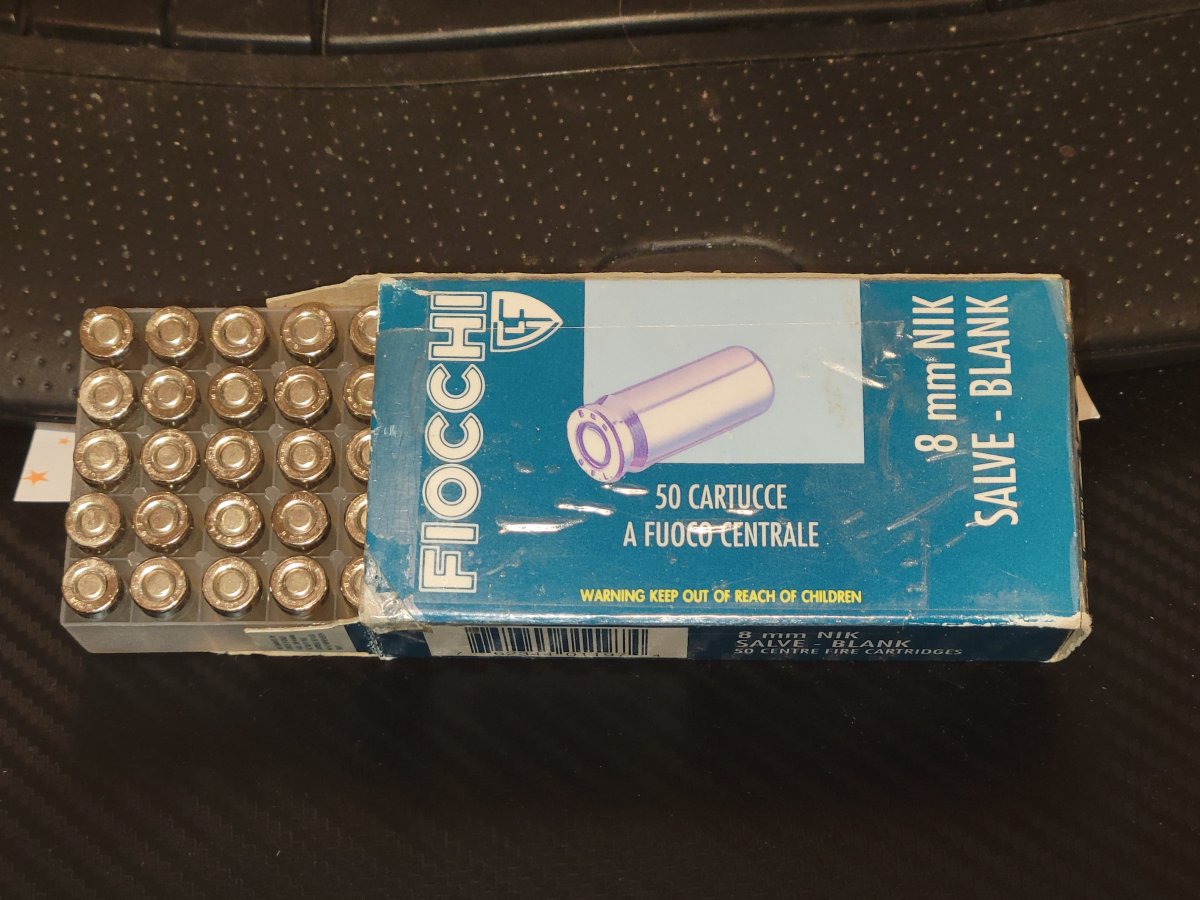 FIOCCHI
8 mm NIK
SALVE - BLANK
50 CARTUCCE
A FUOCO CENTRALE
WARNING KEEP OUT OF REACH OF CHILDREN
8 mm NIK
SALVE - BLANK
50 CENTRE FIRE CARTRIDGES